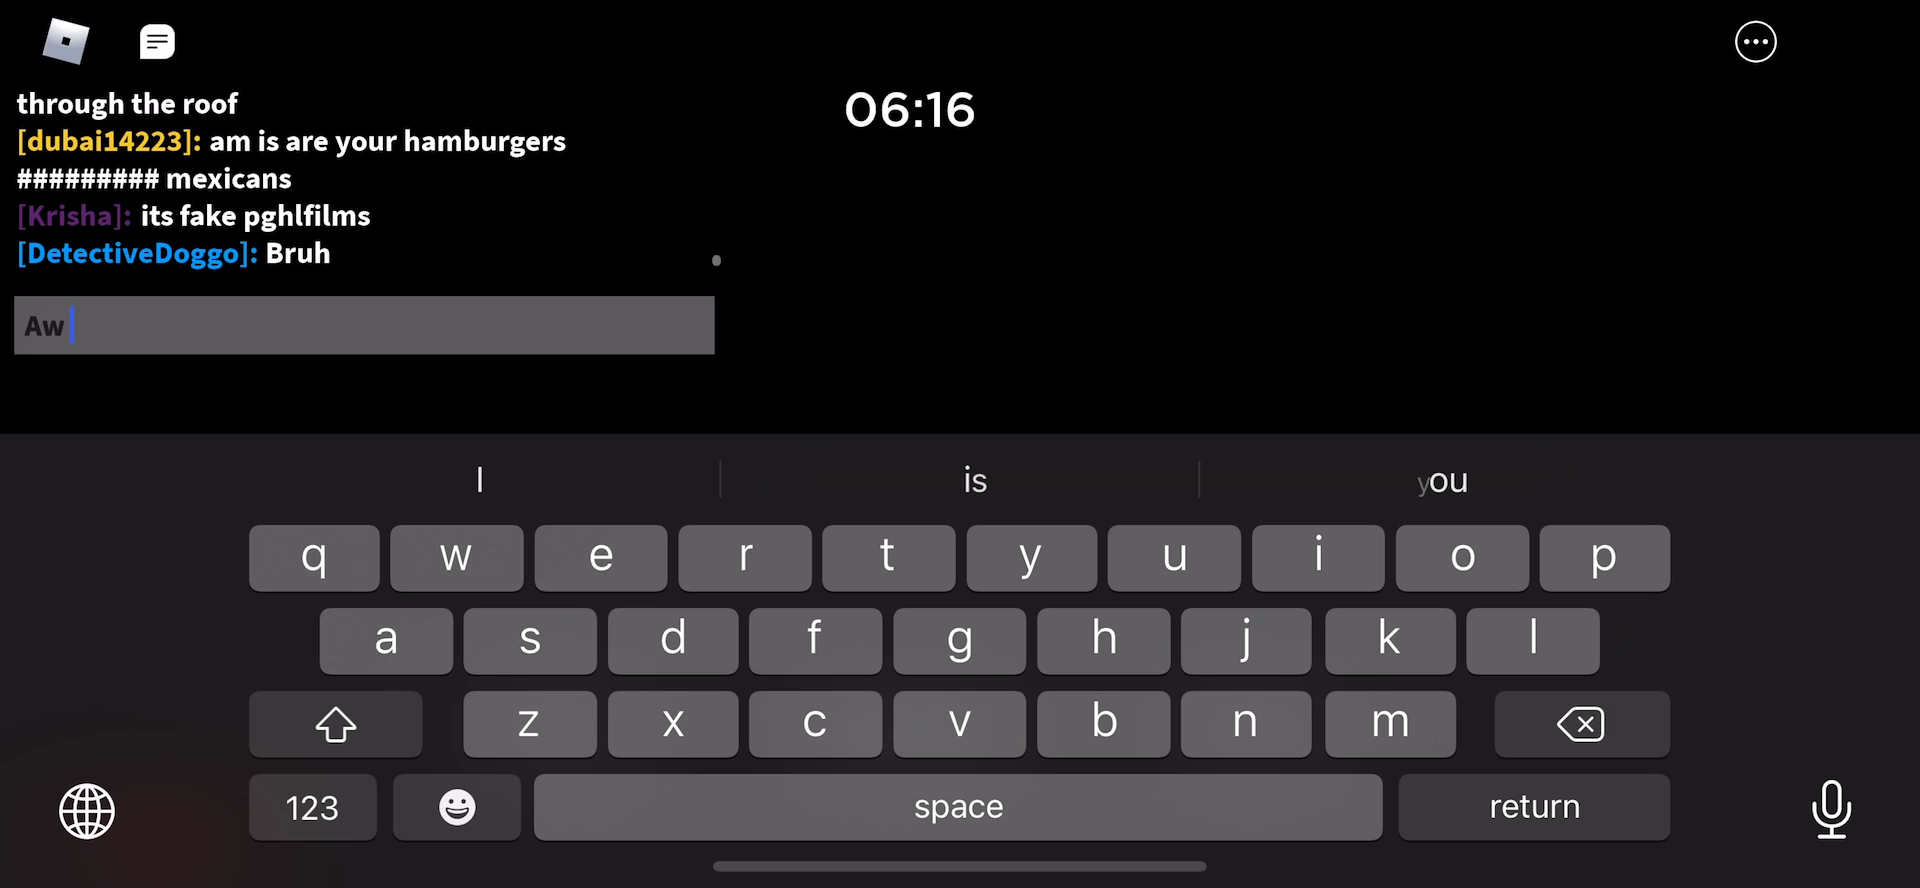 through the roof
06:16
[dubai14223]: am is are your hamburgers
######### mexicans
[Krisha]: its fake pghlfilms
[DetectiveDoggo]: Bruh
Aw
I is you
q w e r t y u i o p
a s d f g h j k l
z x c v b n m
123 space return